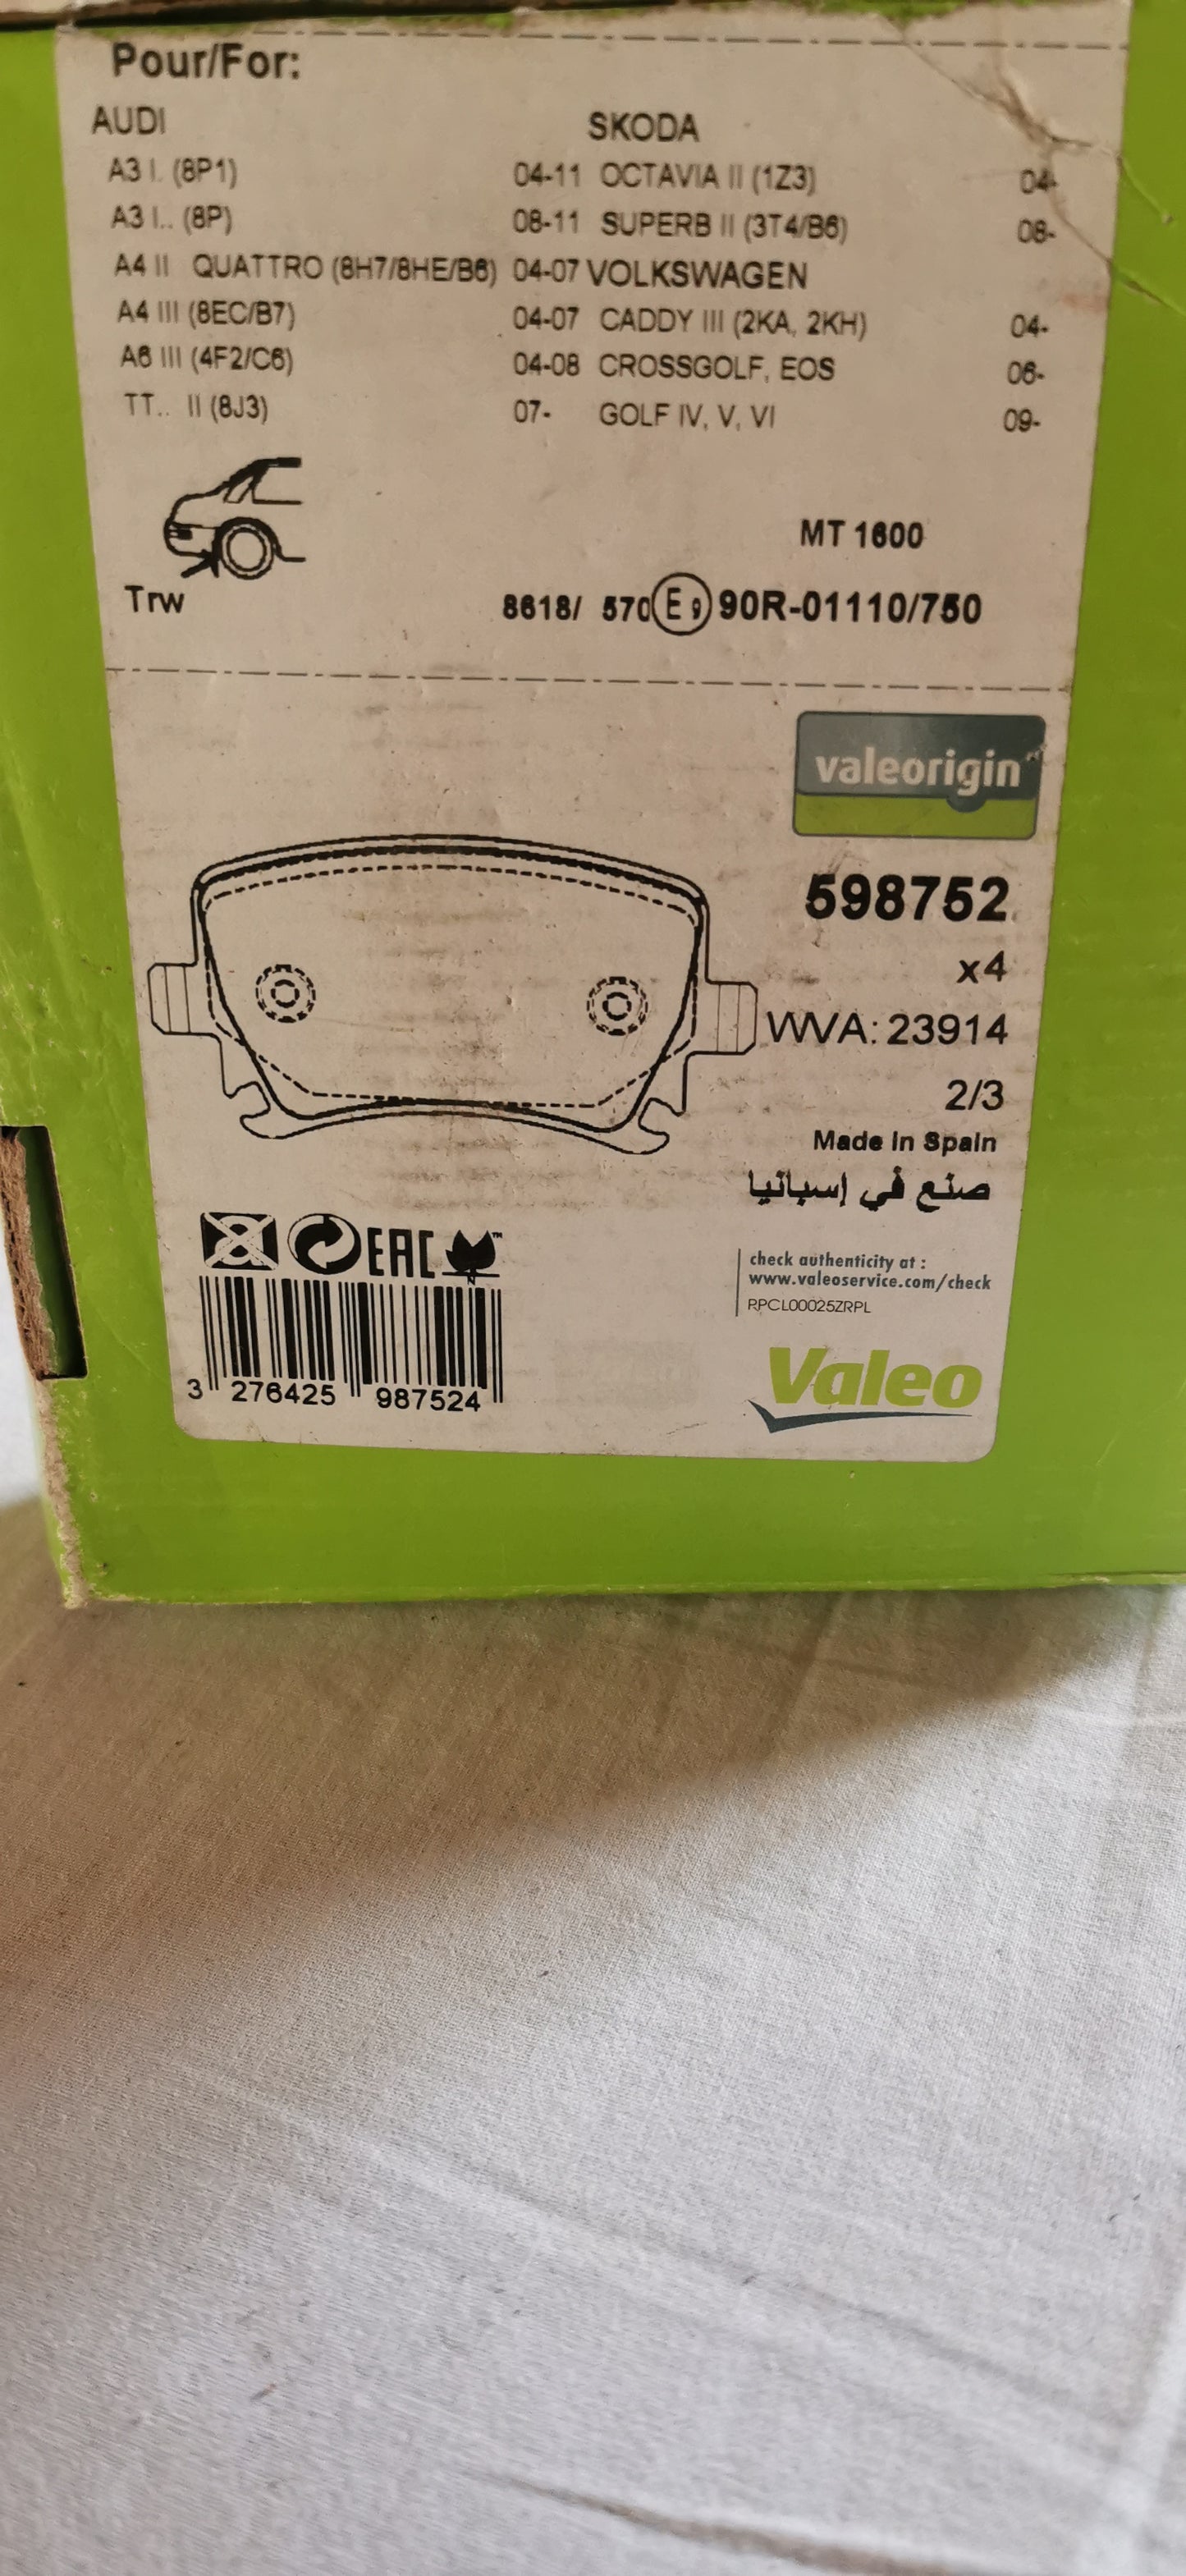 Pour/For:
AUDI
A3 I. (8P1) 04-11
A3 I.. (8P) 08-11
A4 II QUATTRO (8H7/8HE/B6) 04-07
A4 III (8EC/B7) 04-07
A6 III (4F2/C6) 04-08
TT.. II (8J3) 07-
SKODA
OCTAVIA II (1Z3) 04-
SUPERB II (3T4/B6) 08-
VOLKSWAGEN
CADDY III (2KA, 2KH) 04-
CROSSGOLF, EOS 06-
GOLF IV, V, VI 09-
MT 1600
Trw
8618/ 570 E9 90R-01110/750
valeorigin
598752
x4
WVA: 23914
2/3
Made In Spain
صنع في إسبانيا
EAC
check authenticity at :
www.valeoservice.com/check
RPCL00025ZRPL
3 276425 987524
Valeo